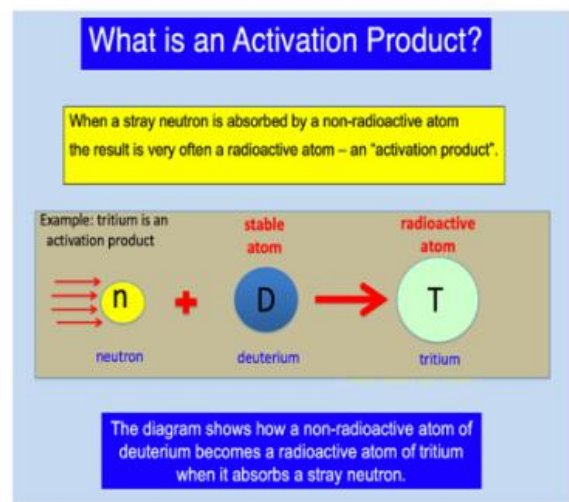 What is an Activation Product?
When a stray neutron is absorbed by a non-radioactive atom
the result is very often a radioactive atom – an “activation product”.
Example: tritium is an
activation product
stable
atom
radioactive
atom
n
+
D
T
neutron
deuterium
tritium
The diagram shows how a non-radioactive atom of
deuterium becomes a radioactive atom of tritium
when it absorbs a stray neutron.